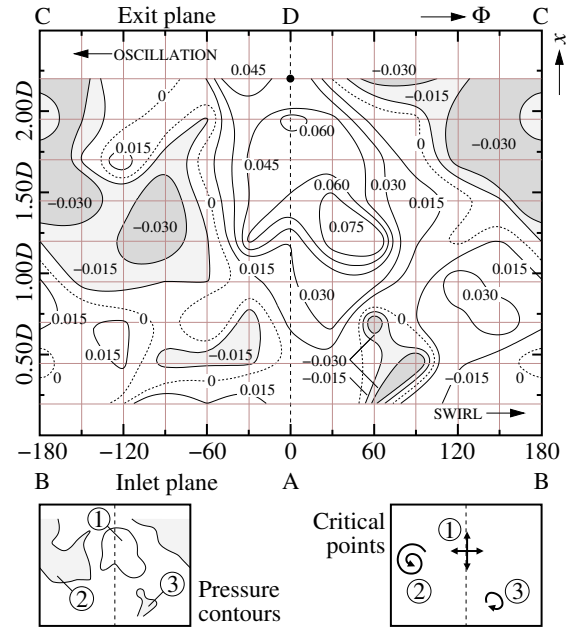 C Exit plane D Φ C
OSCILLATION 0.045 −0.030 x
0 −0.015
2.00D 0.060 0 −0.030
0.015 0.045
1.50D 0.060 0.030
−0.030 −0.030 0 0.075 0.015
−0.015 0.015 0.015
1.00D 0.030 0.030
0.015 0 0 0.015
0.015 −0.015 −0.030
0.50D −0.015 −0.015
0 0 0.015 0
SWIRL
−180 −120 −60 0 60 120 180
B Inlet plane A B
1 Critical points 1
2 3 Pressure contours 2 3